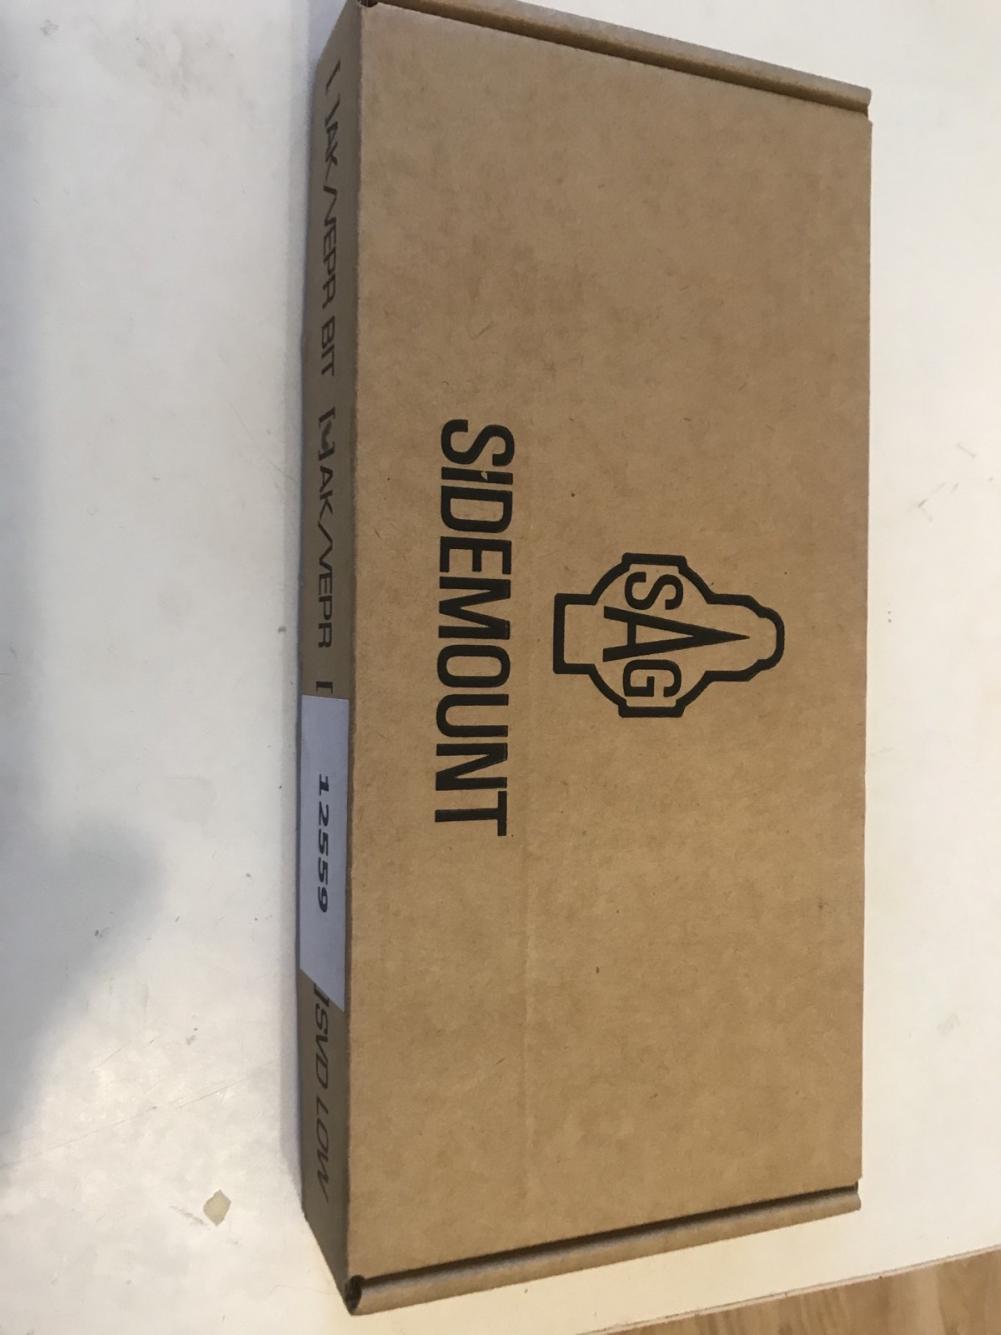 SAG
SIDEMOUNT
[ ]AK/VEPR BIT [✓]AK/VEPR [
12559
]SVD LOW